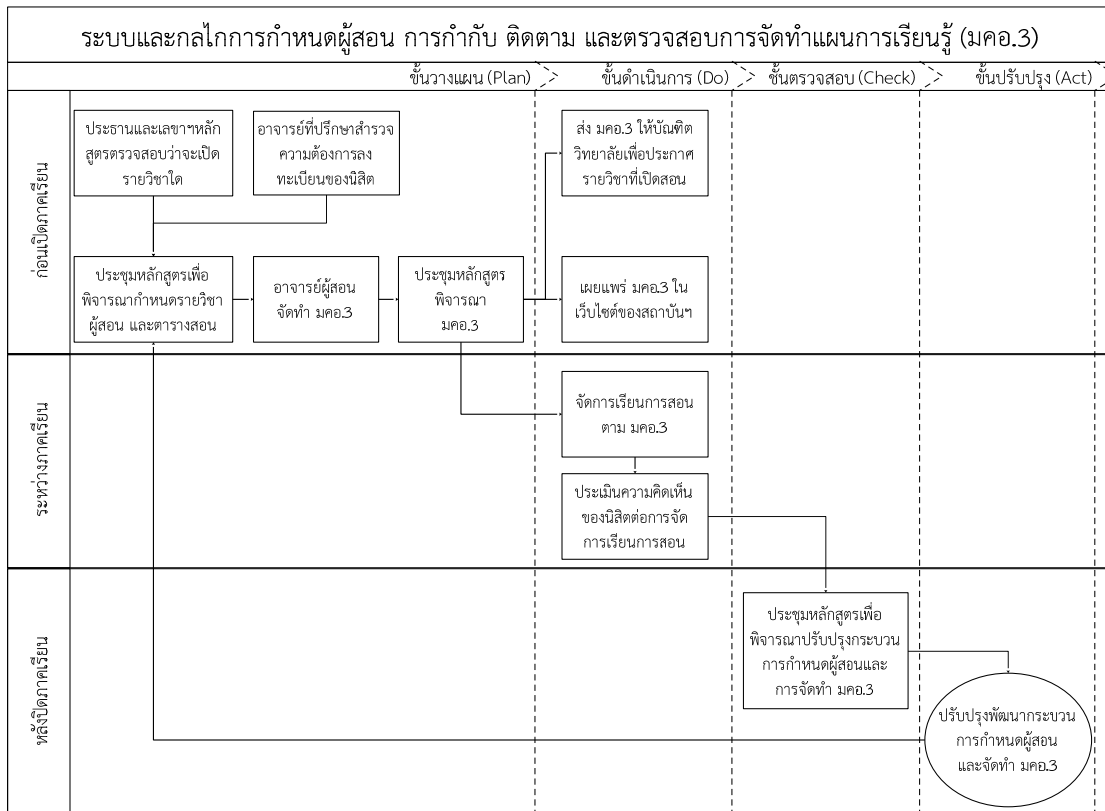 ระบบและกลไกการกำหนดผู้สอน การกำกับ ติดตาม และตรวจสอบการจัดทำแผนการเรียนรู้ (มคอ.3)
ขั้นวางแผน (Plan)
ขั้นดำเนินการ (Do)
ขั้นตรวจสอบ (Check)
ขั้นปรับปรุง (Act)
ก่อนเปิดภาคเรียน
ประธานและเลขาฯหลัก
สูตรตรวจสอบว่าจะเปิด
รายวิชาใด
อาจารย์ที่ปรึกษาสำรวจ
ความต้องการลง
ทะเบียนของนิสิต
ส่ง มคอ.3 ให้บัณฑิต
วิทยาลัยเพื่อประกาศ
รายวิชาที่เปิดสอน
ประชุมหลักสูตรเพื่อ
พิจารณากำหนดรายวิชา
ผู้สอน และตารางสอน
อาจารย์ผู้สอน
จัดทำ มคอ.3
ประชุมหลักสูตร
พิจารณา
มคอ.3
เผยแพร่ มคอ.3 ใน
เว็บไซต์ของสถาบันฯ
ระหว่างภาคเรียน
จัดการเรียนการสอน
ตาม มคอ.3
ประเมินความคิดเห็น
ของนิสิตต่อการจัด
การเรียนการสอน
หลังปิดภาคเรียน
ประชุมหลักสูตรเพื่อ
พิจารณาปรับปรุงกระบวน
การกำหนดผู้สอนและ
การจัดทำ มคอ.3
ปรับปรุงพัฒนากระบวน
การกำหนดผู้สอน
และจัดทำ มคอ.3